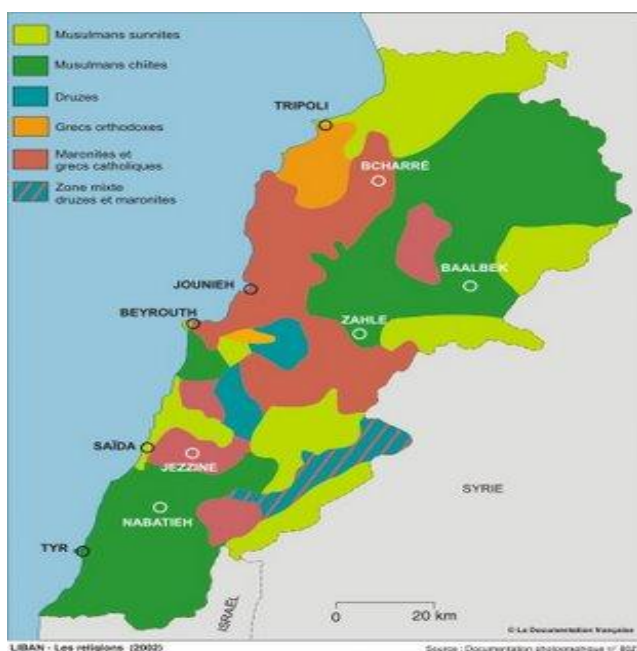 Musulmans sunnites
Musulmans chiites
Druzes
Grecs orthodoxes
Maronites et
grecs catholiques
Zone mixte
druzes et maronites
TRIPOLI
BCHARRÉ
BAALBEK
JOUNIEH
BEYROUTH
ZAHLE
SAÏDA
JEZZINE
NABATIEH
SYRIE
TYR
ISRAËL
0 20 km
© La Documentation française
LIBAN - Les religions (2002)
Source : Documentation photographique n°